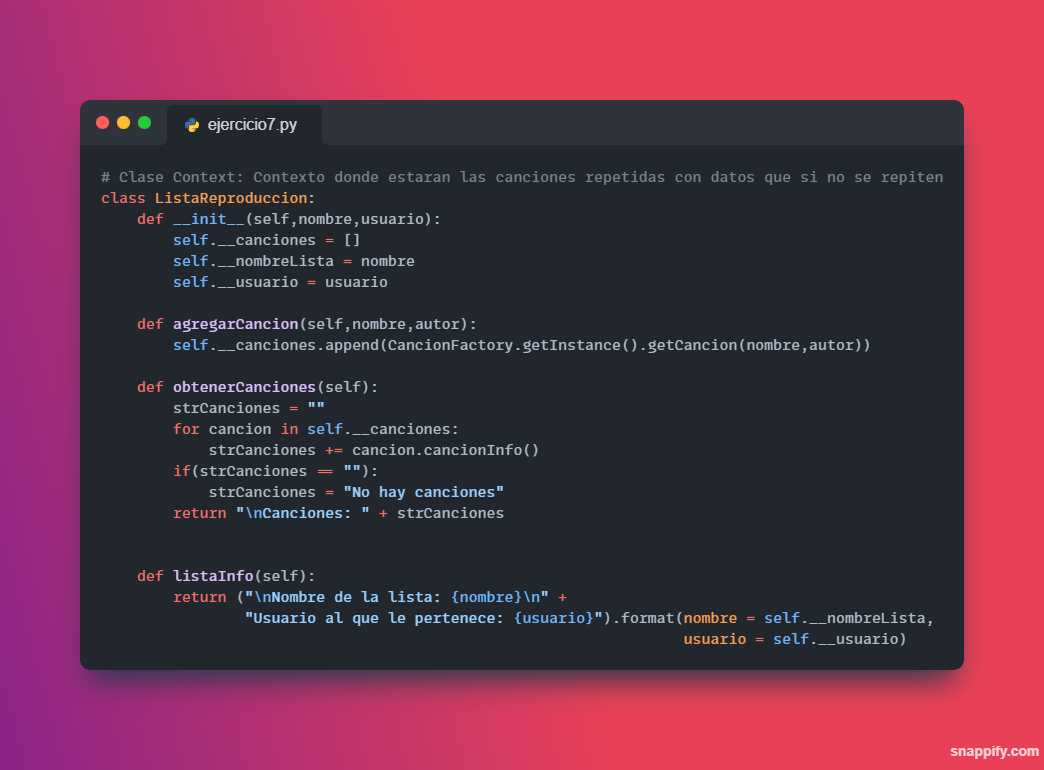 ejercicio7.py
# Clase Context: Contexto donde estaran las canciones repetidas con datos que si no se repiten
class ListaReproduccion:
    def __init__(self,nombre,usuario):
        self.__canciones = []
        self.__nombreLista = nombre
        self.__usuario = usuario
    def agregarCancion(self,nombre,autor):
        self.__canciones.append(CancionFactory.getInstance().getCancion(nombre,autor))
    def obtenerCanciones(self):
        strCanciones = ""
        for cancion in self.__canciones:
            strCanciones += cancion.cancionInfo()
        if(strCanciones == ""):
            strCanciones = "No hay canciones"
        return "\nCanciones: " + strCanciones
    def listaInfo(self):
        return ("\nNombre de la lista: {nombre}\n" +
                "Usuario al que le pertenece: {usuario}").format(nombre = self.__nombreLista,
                                                                 usuario = self.__usuario)
snappify.com